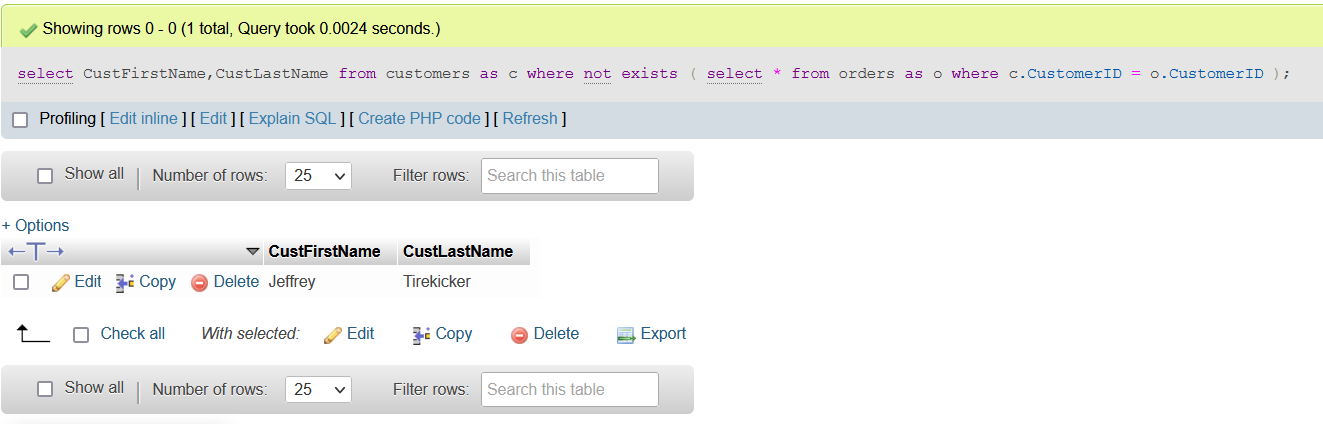 Showing rows 0 - 0 (1 total, Query took 0.0024 seconds.)
select CustFirstName,CustLastName from customers as c where not exists ( select * from orders as o where c.CustomerID = o.CustomerID );
Profiling [ Edit inline ] [ Edit ] [ Explain SQL ] [ Create PHP code ] [ Refresh ]
Show all Number of rows: 25 Filter rows: Search this table
+ Options
CustFirstName CustLastName
Edit Copy Delete Jeffrey Tirekicker
Check all With selected: Edit Copy Delete Export
Show all Number of rows: 25 Filter rows: Search this table